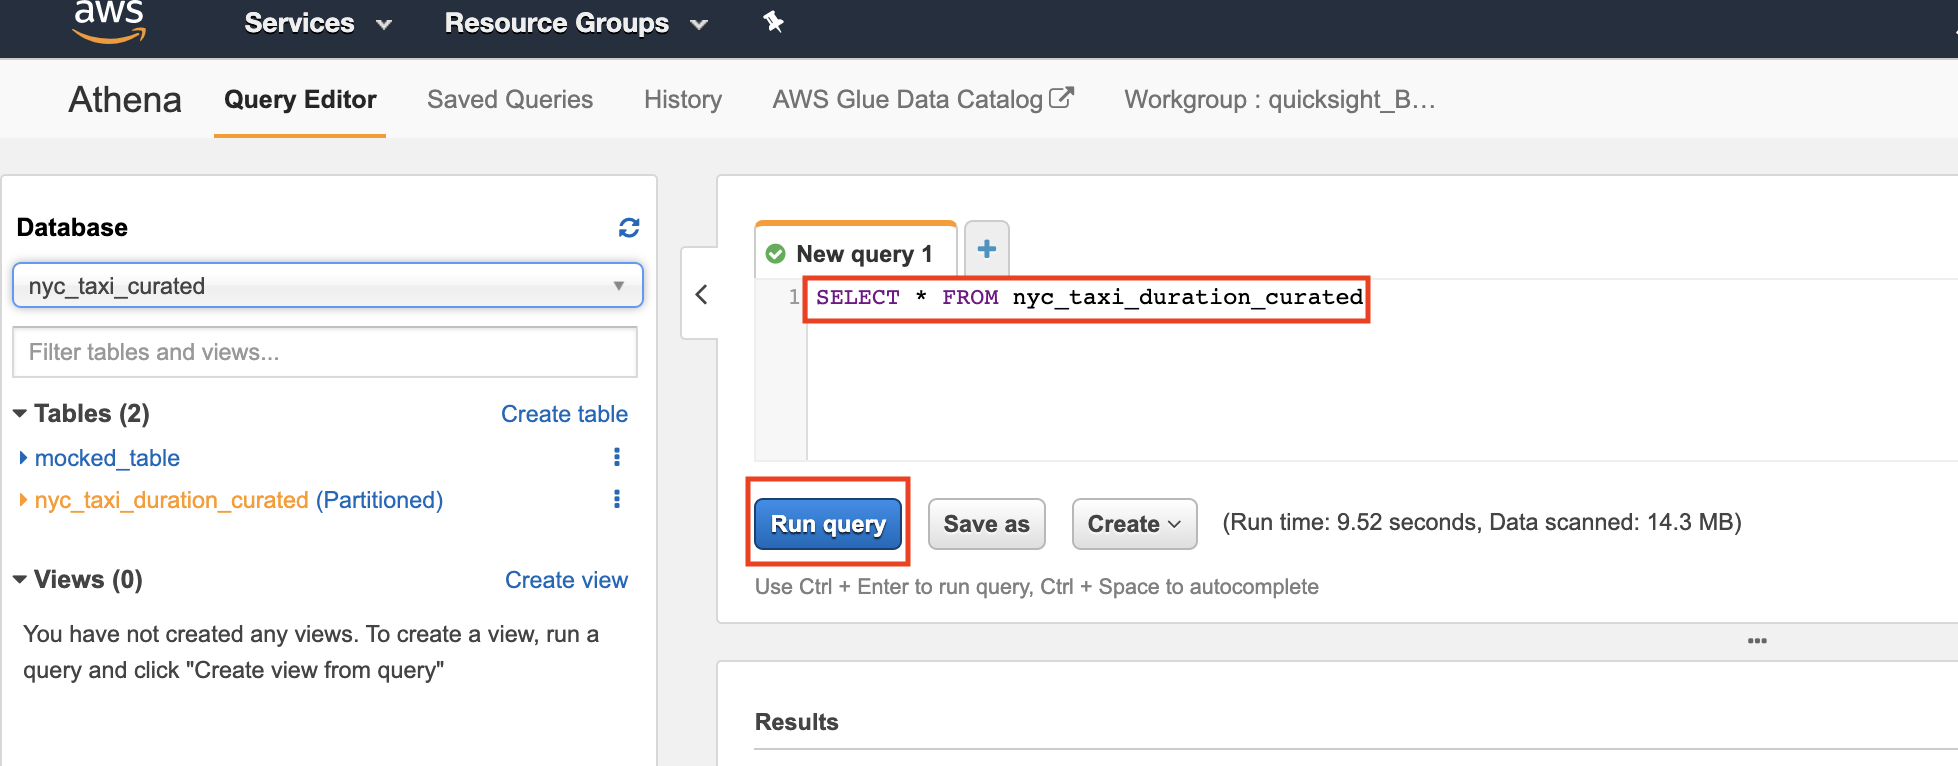 aws Services Resource Groups
Athena Query Editor Saved Queries History AWS Glue Data Catalog Workgroup : quicksight_B...
Database
nyc_taxi_curated
Filter tables and views...
Tables (2) Create table
mocked_table
nyc_taxi_duration_curated (Partitioned)
Views (0) Create view
You have not created any views. To create a view, run a
query and click "Create view from query"
New query 1 +
1 SELECT * FROM nyc_taxi_duration_curated
Run query Save as Create (Run time: 9.52 seconds, Data scanned: 14.3 MB)
Use Ctrl + Enter to run query, Ctrl + Space to autocomplete
Results